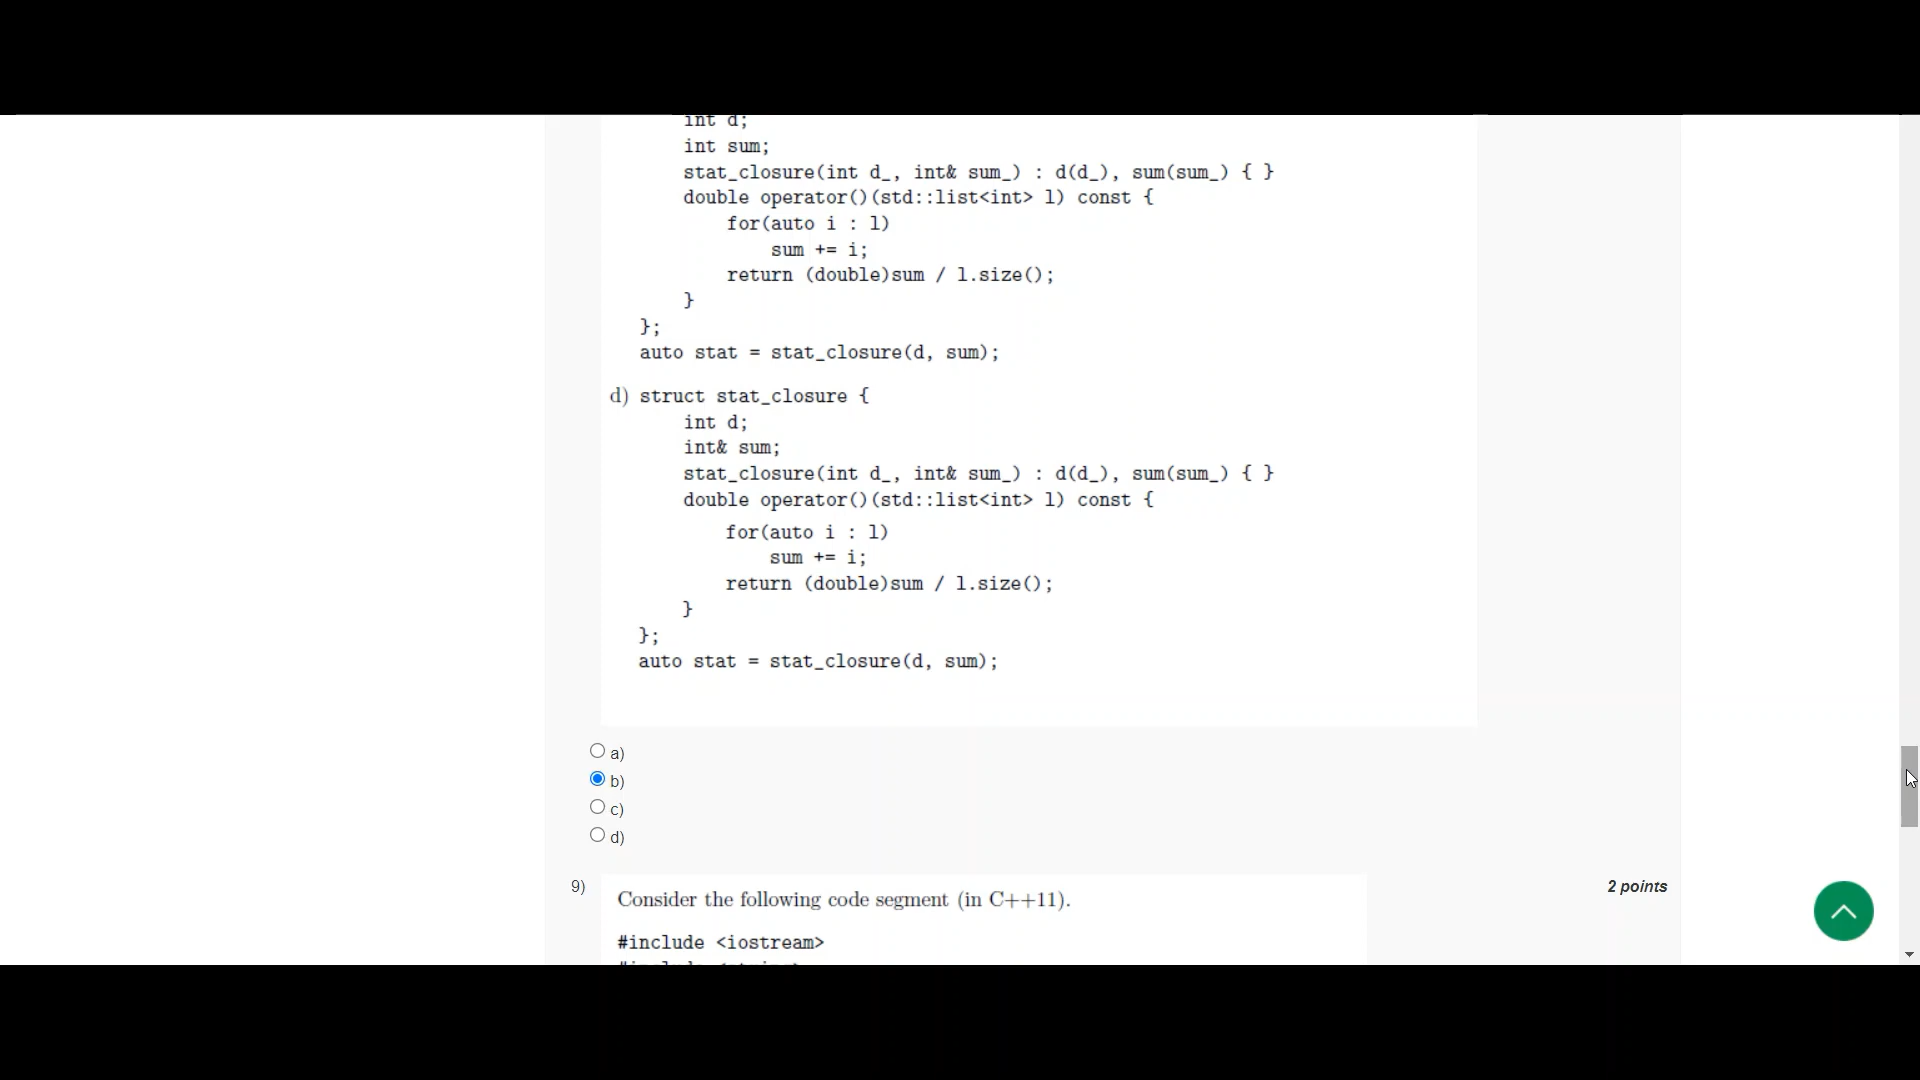 int d;
int sum;
stat_closure(int d_, int& sum_) : d(d_), sum(sum_) { }
double operator()(std::list<int> l) const {
for(auto i : l)
sum += i;
return (double)sum / l.size();
}
};
auto stat = stat_closure(d, sum);
d) struct stat_closure {
int d;
int& sum;
stat_closure(int d_, int& sum_) : d(d_), sum(sum_) { }
double operator()(std::list<int> l) const {
for(auto i : l)
sum += i;
return (double)sum / l.size();
}
};
auto stat = stat_closure(d, sum);
a)
b)
c)
d)
9)
2 points
Consider the following code segment (in C++11).
#include <iostream>